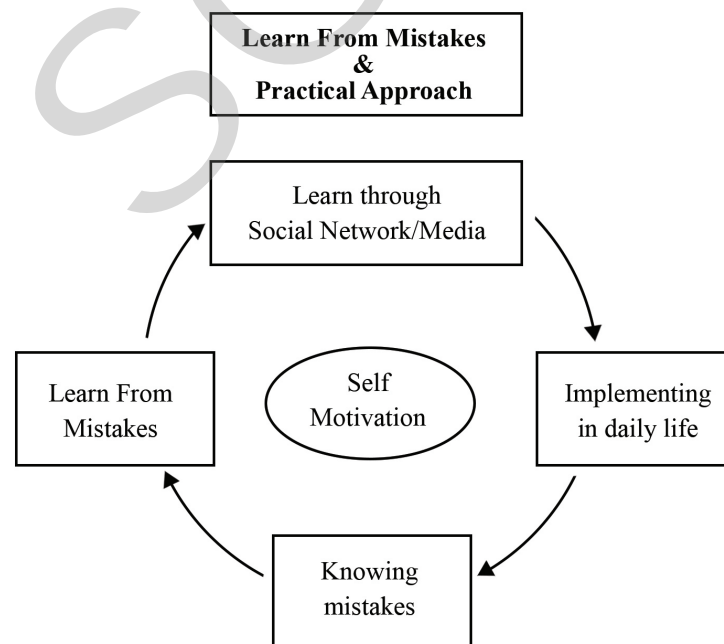 Learn From Mistakes
&
Practical Approach
Learn through
Social Network/Media
Learn From
Mistakes
Self
Motivation
Implementing
in daily life
Knowing
mistakes